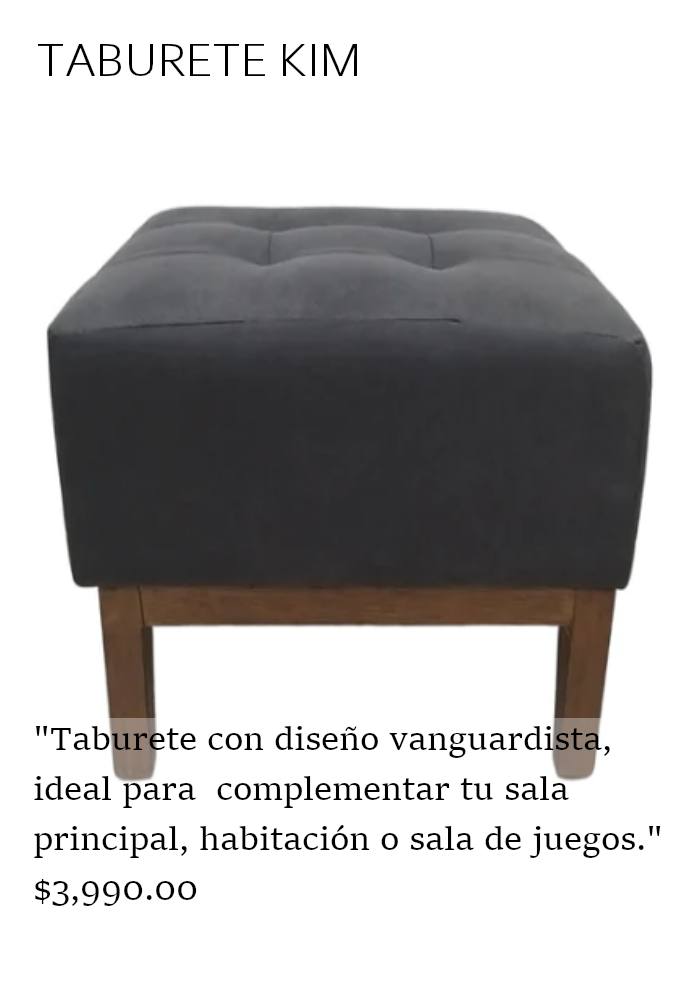 TABURETE KIM
"Taburete con diseño vanguardista,
ideal para  complementar tu sala
principal, habitación o sala de juegos."
$3,990.00